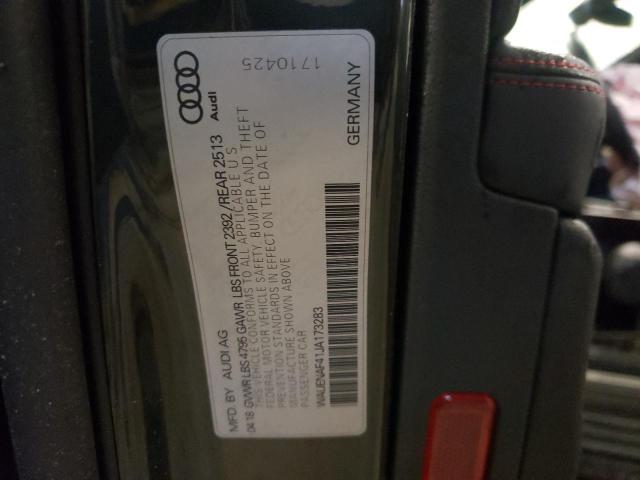 Audi
1710425
MFD. BY AUDI AG
GERMANY
04.18 GVWR LBS 4795 GAWR LBS FRONT 2392 / REAR 2513
THIS VEHICLE CONFORMS TO ALL APPLICABLE U S
FEDERAL MOTOR VEHICLE SAFETY, BUMPER AND THEFT
PREVENTION STANDARDS IN EFFECT ON THE DATE OF
MANUFACTURE SHOWN ABOVE
PASSENGER CAR
WAUENAF41JA173283